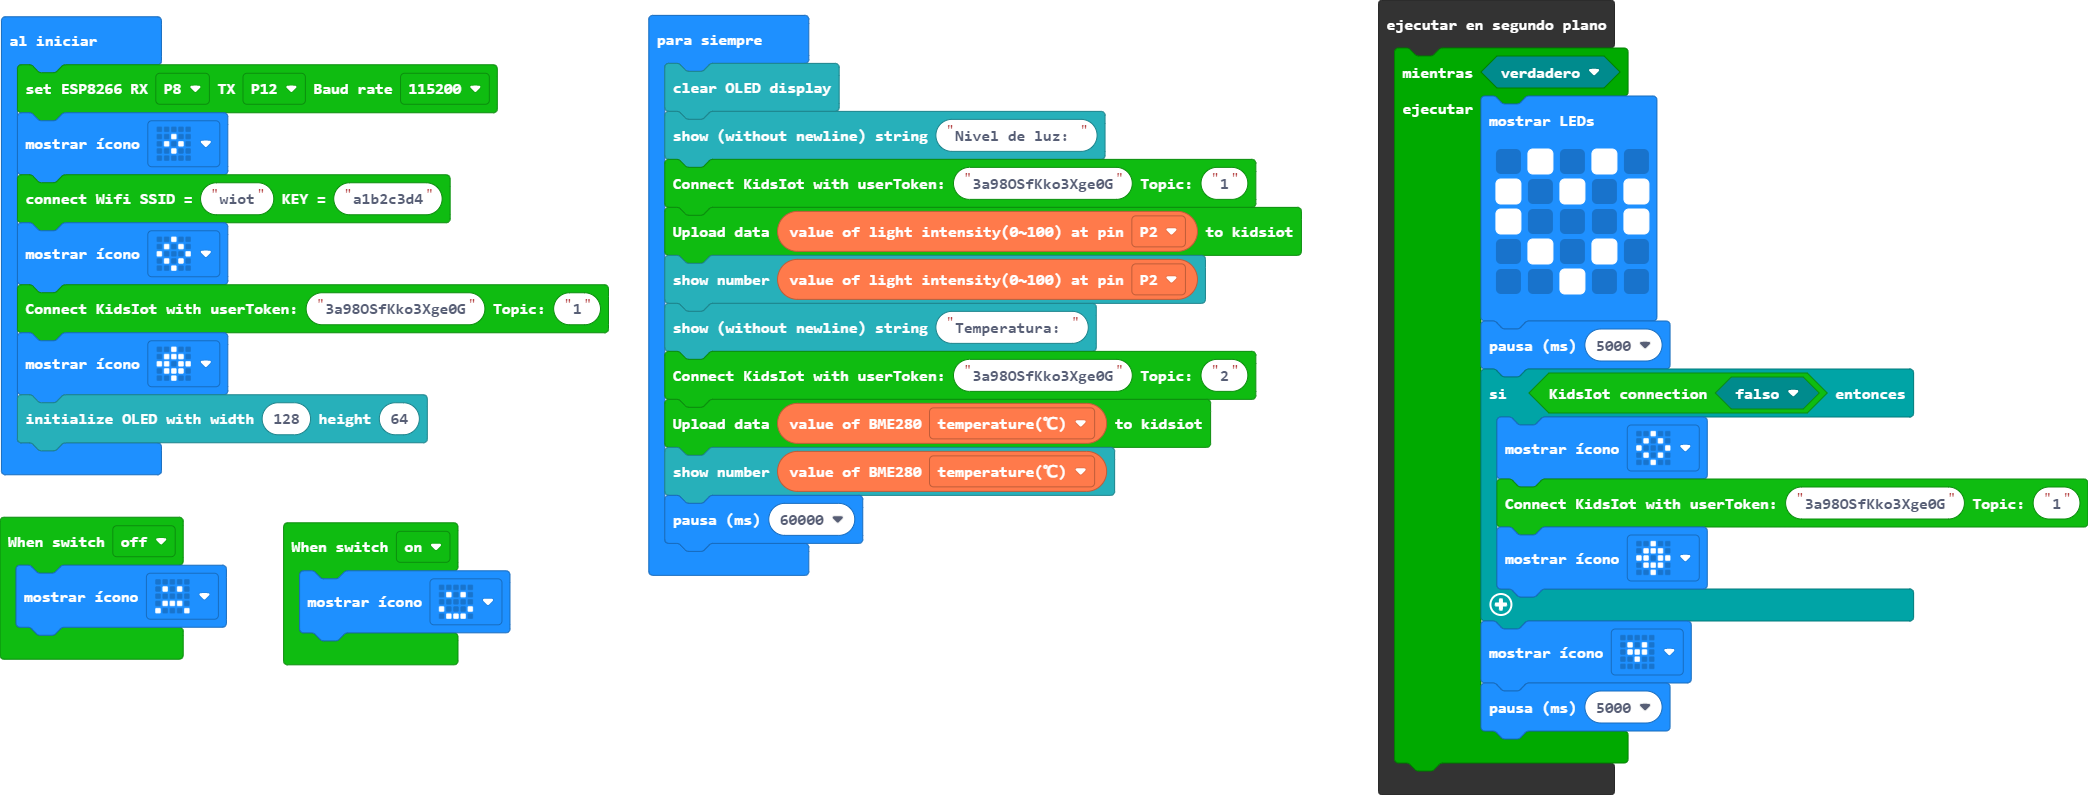 al iniciar
set ESP8266 RX P8 TX P12 Baud rate 115200
mostrar ícono
connect Wifi SSID = "wiot" KEY = "a1b2c3d4"
mostrar ícono
Connect KidsIot with userToken: "3a98OSfKko3Xge0G" Topic: "1"
mostrar ícono
initialize OLED with width 128 height 64
When switch off
mostrar ícono
When switch on
mostrar ícono
para siempre
clear OLED display
show (without newline) string "Nivel de luz: "
Connect KidsIot with userToken: "3a98OSfKko3Xge0G" Topic: "1"
Upload data value of light intensity(0~100) at pin P2 to kidsiot
show number value of light intensity(0~100) at pin P2
show (without newline) string "Temperatura: "
Connect KidsIot with userToken: "3a98OSfKko3Xge0G" Topic: "2"
Upload data value of BME280 temperature(℃) to kidsiot
show number value of BME280 temperature(℃)
pausa (ms) 60000
ejecutar en segundo plano
mientras verdadero
ejecutar
mostrar LEDs
pausa (ms) 5000
si KidsIot connection falso entonces
mostrar ícono
Connect KidsIot with userToken: "3a98OSfKko3Xge0G" Topic: "1"
mostrar ícono
mostrar ícono
pausa (ms) 5000